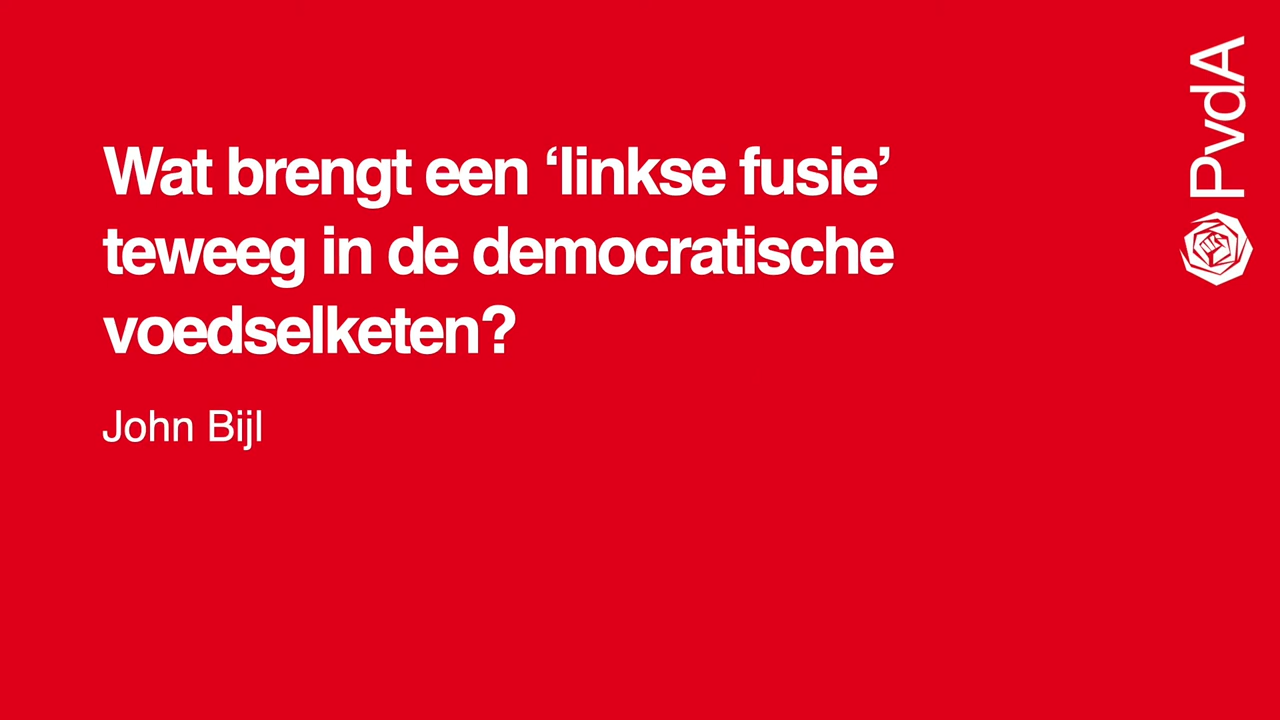 Wat brengt een ‘linkse fusie’
teweeg in de democratische
voedselketen?
John Bijl
PvdA